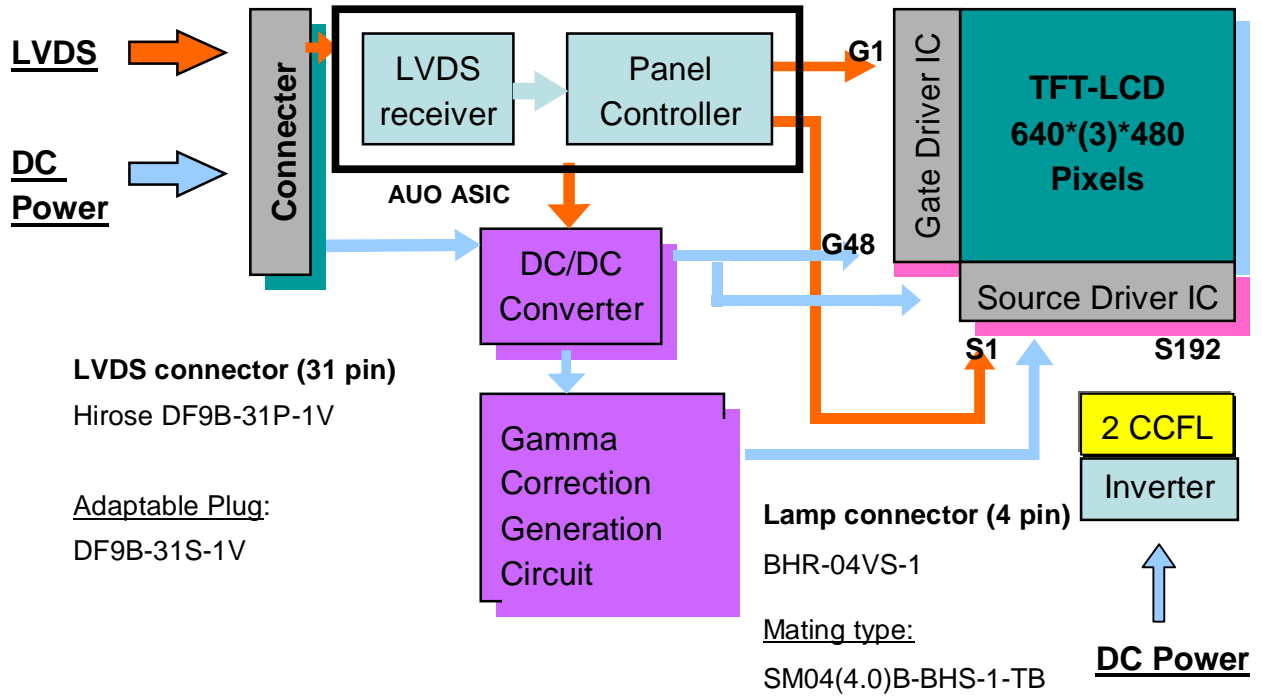 LVDS
DC
Power
Connecter
LVDS
receiver
Panel
Controller
AUO ASIC
G1
G48
Gate Driver IC
TFT-LCD
640*(3)*480
Pixels
Source Driver IC
S1
S192
DC/DC
Converter
LVDS connector (31 pin)
Hirose DF9B-31P-1V
Adaptable Plug:
DF9B-31S-1V
Gamma
Correction
Generation
Circuit
2 CCFL
Inverter
Lamp connector (4 pin)
BHR-04VS-1
Mating type:
SM04(4.0)B-BHS-1-TB
DC Power